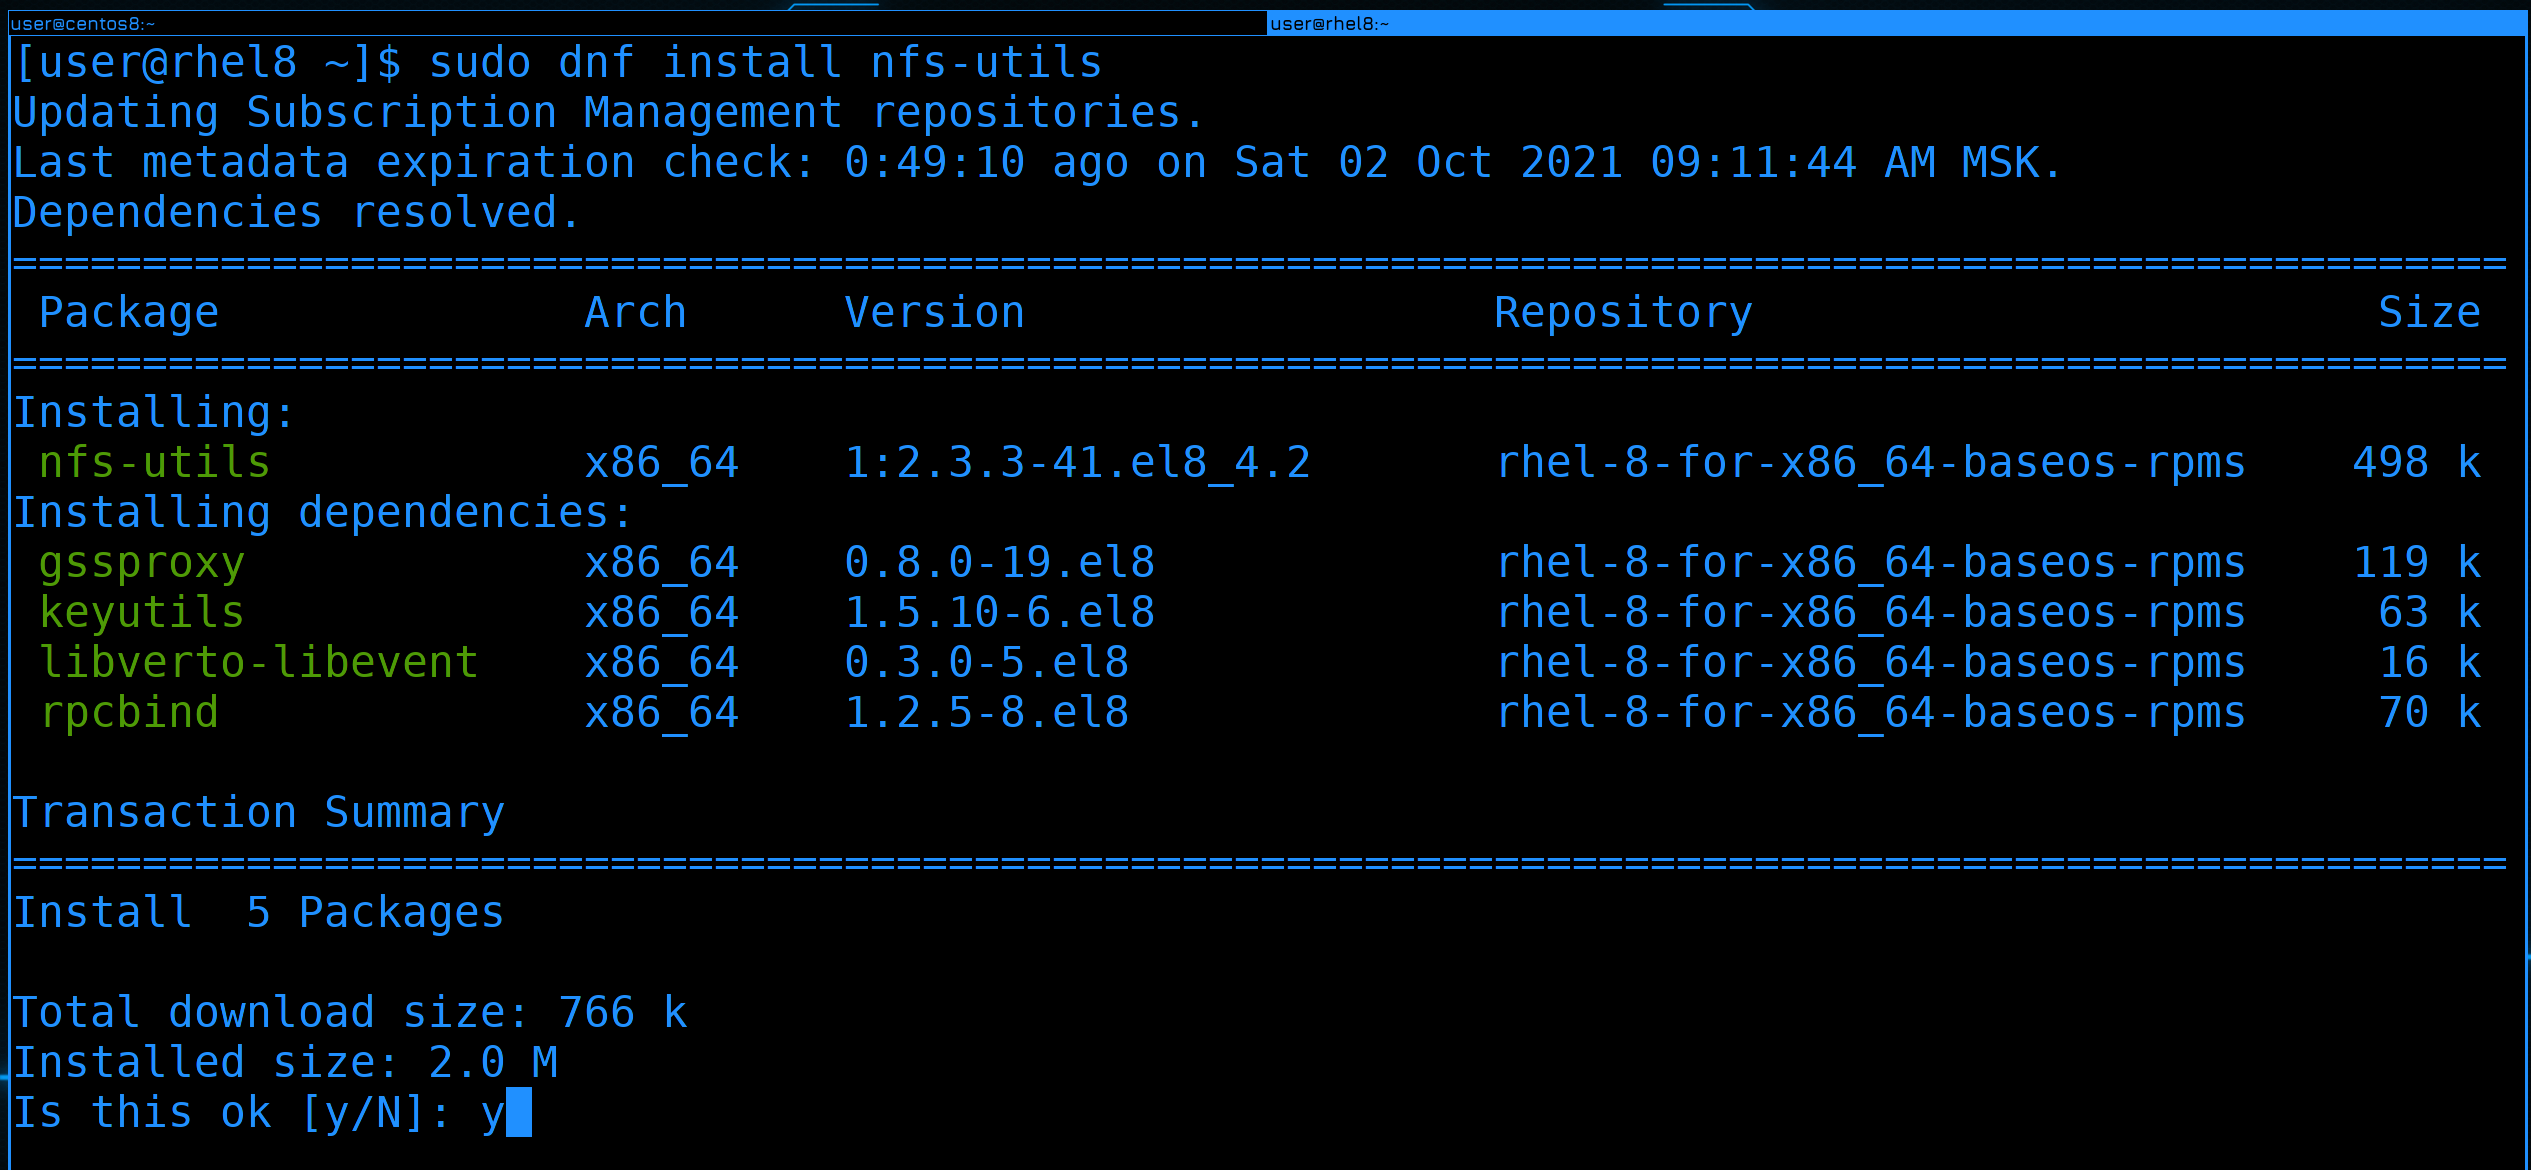 user@centos8:~ user@rhel8:~
[user@rhel8 ~]$ sudo dnf install nfs-utils
Updating Subscription Management repositories.
Last metadata expiration check: 0:49:10 ago on Sat 02 Oct 2021 09:11:44 AM MSK.
Dependencies resolved.
================================================================================================
 Package              Arch      Version                  Repository                        Size
================================================================================================
Installing:
 nfs-utils            x86_64    1:2.3.3-41.el8_4.2       rhel-8-for-x86_64-baseos-rpms    498 k
Installing dependencies:
 gssproxy             x86_64    0.8.0-19.el8             rhel-8-for-x86_64-baseos-rpms    119 k
 keyutils             x86_64    1.5.10-6.el8             rhel-8-for-x86_64-baseos-rpms     63 k
 libverto-libevent    x86_64    0.3.0-5.el8              rhel-8-for-x86_64-baseos-rpms     16 k
 rpcbind              x86_64    1.2.5-8.el8              rhel-8-for-x86_64-baseos-rpms     70 k
Transaction Summary
================================================================================================
Install  5 Packages
Total download size: 766 k
Installed size: 2.0 M
Is this ok [y/N]: y